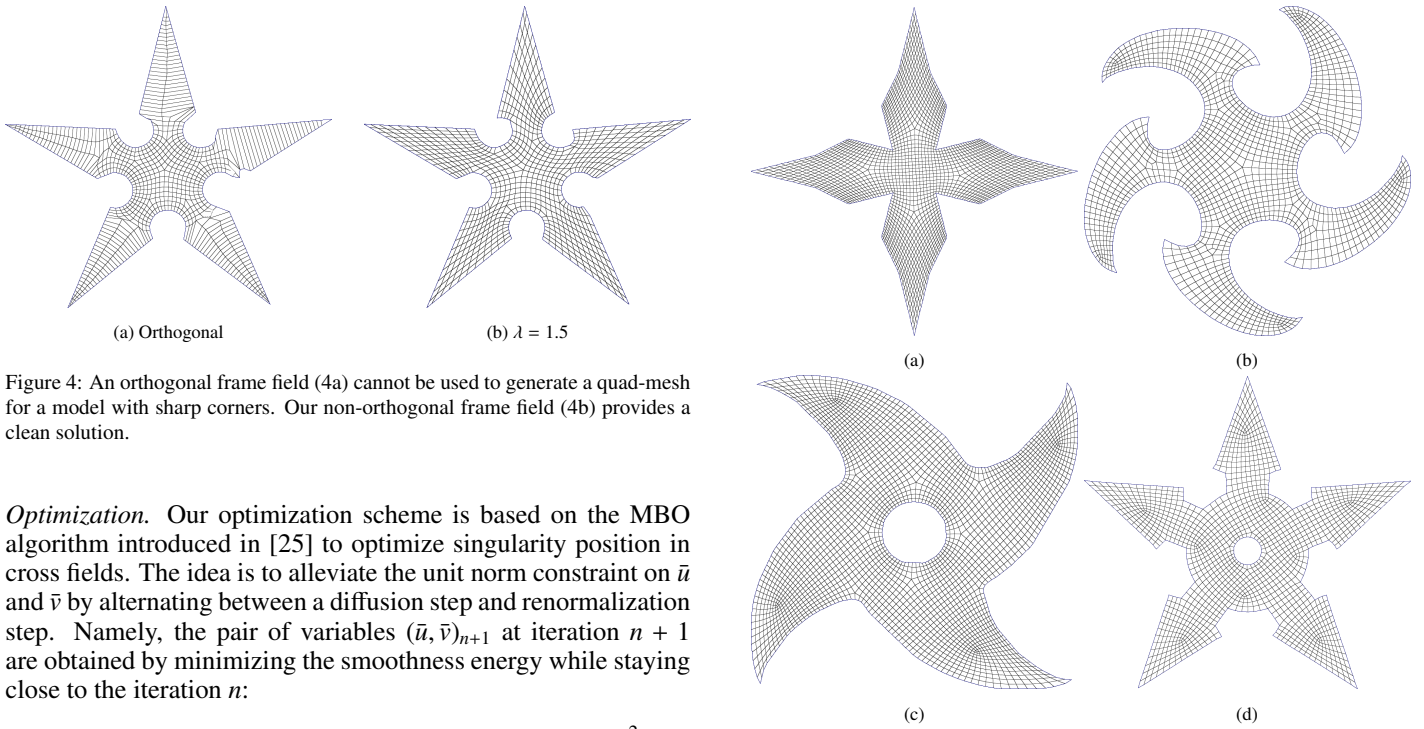 (a) Orthogonal
(b) λ = 1.5
Figure 4: An orthogonal frame field (4a) cannot be used to generate a quad-mesh
for a model with sharp corners. Our non-orthogonal frame field (4b) provides a
clean solution.
Optimization. Our optimization scheme is based on the MBO
algorithm introduced in [25] to optimize singularity position in
cross fields. The idea is to alleviate the unit norm constraint on ū
and v̄ by alternating between a diffusion step and renormalization
step. Namely, the pair of variables (ū, v̄)ₙ₊₁ at iteration n + 1
are obtained by minimizing the smoothness energy while staying
close to the iteration n:
(a)
(b)
(c)
(d)